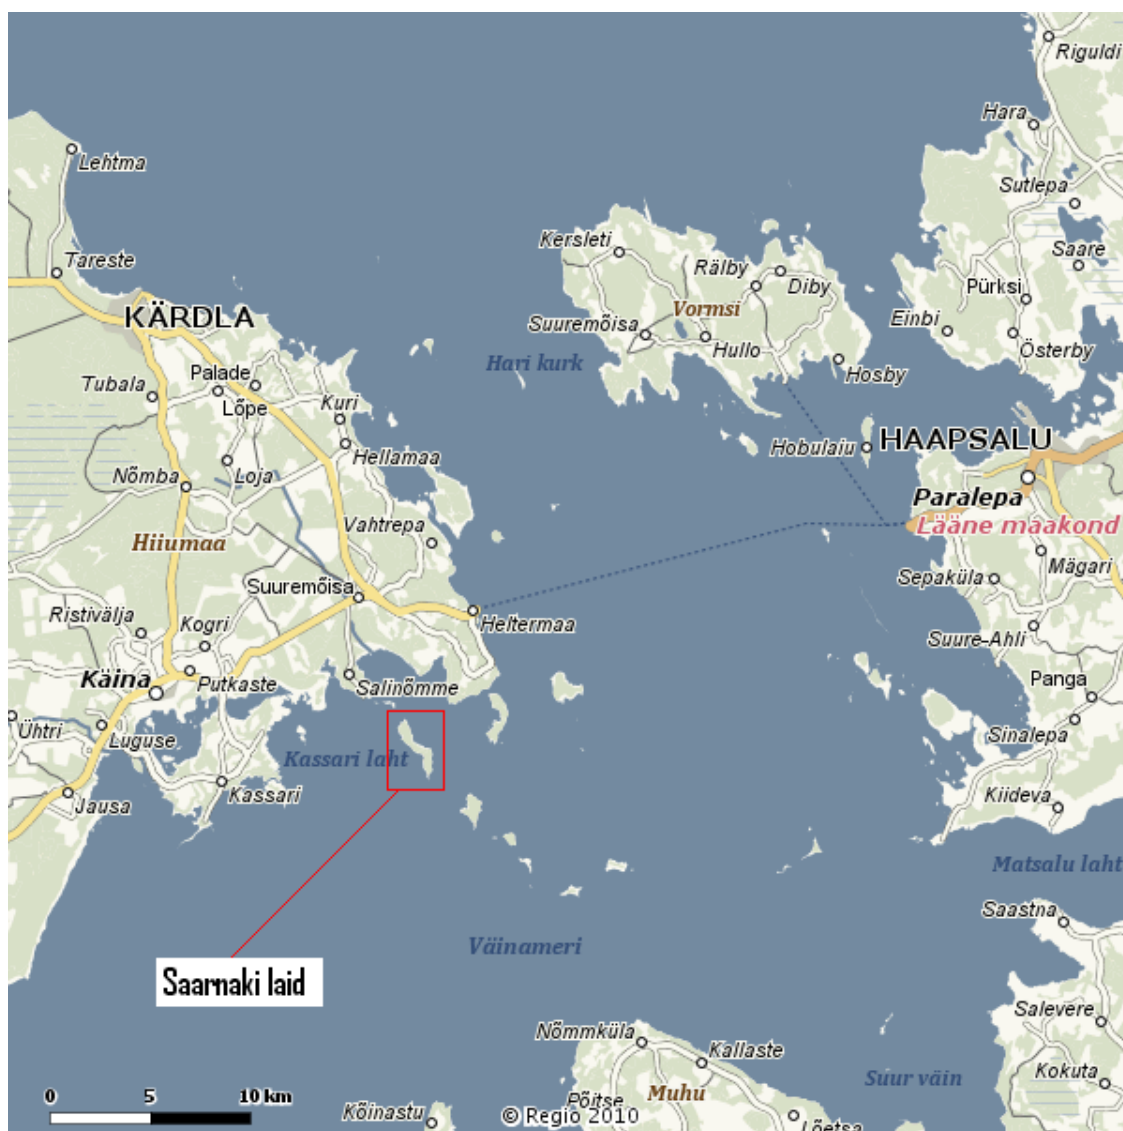 Riguldi
Hara
Lehtma
Sutlepa
Kersleti
Saare
Tareste
Rälby
Diby
Pürksi
Vormsi
KÄRDLA
Einbi
Suuremõisa
Hullo
Österby
Hari kurk
Hosby
Palade
Tubala
Lõpe
Kuri
HAAPSALU
Hobulaiu
Hellamaa
Nõmba
Loja
Paralepa
Vahtrepa
Lääne maakond
Hiiumaa
Mägari
Sepaküla
Suuremõisa
Ristivälja
Kogri
Heltermaa
Suure-Ahli
Käina
Putkaste
Salinõmme
Panga
Ühtri
Luguse
Sinalepa
Kassari laht
Kassari
Jausa
Kiideva
Matsalu laht
Saastna
Väinameri
Saarnaki laid
Salevere
Nõmmküla
Kallaste
Suur väin
Kokuta
Muhu
0 5 10 km
Põitse
Kõinastu
© Regio 2010
Lõetsa